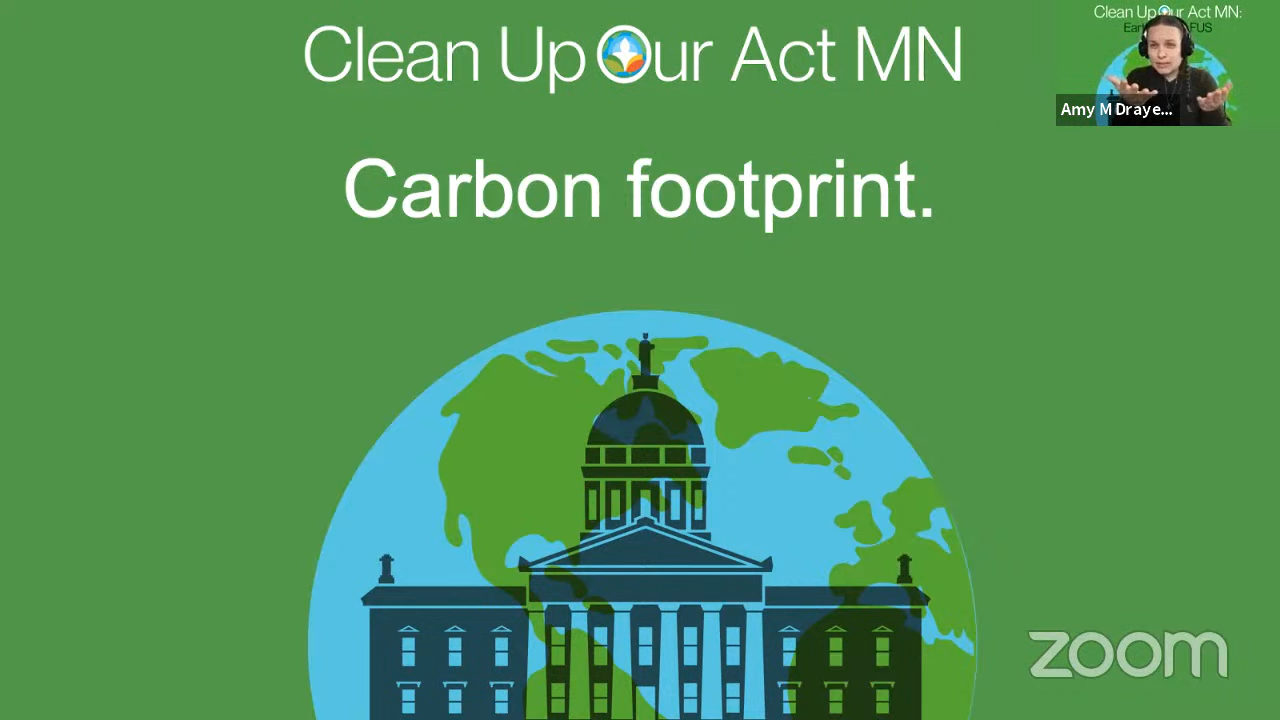 Clean Up Our Act MN
Carbon footprint.
Clean Up Our Act MN:
Amy M Draye...
zoom